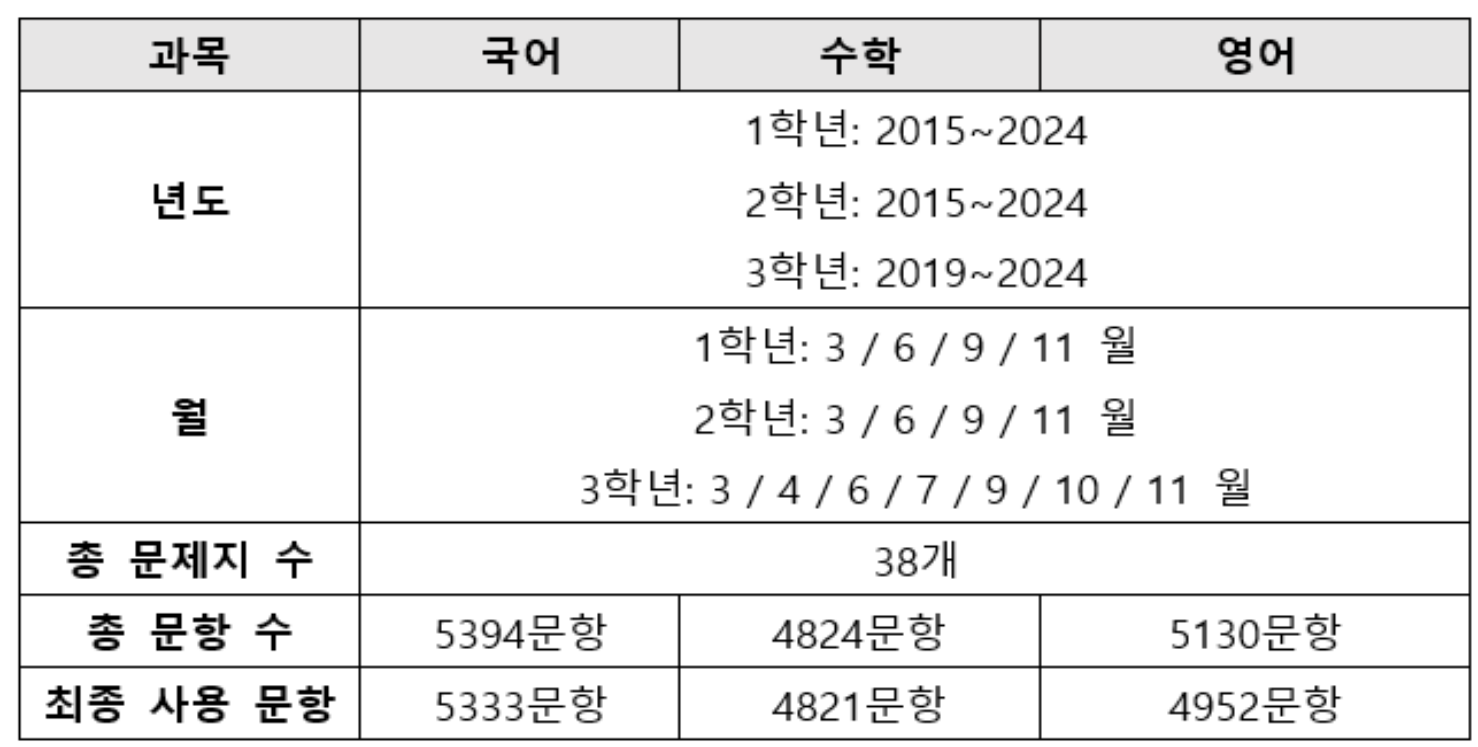 과목 국어 수학 영어
년도
1학년: 2015~2024
2학년: 2015~2024
3학년: 2019~2024
월
1학년: 3 / 6 / 9 / 11 월
2학년: 3 / 6 / 9 / 11 월
3학년: 3 / 4 / 6 / 7 / 9 / 10 / 11 월
총 문제지 수 38개
총 문항 수 5394문항 4824문항 5130문항
최종 사용 문항 5333문항 4821문항 4952문항